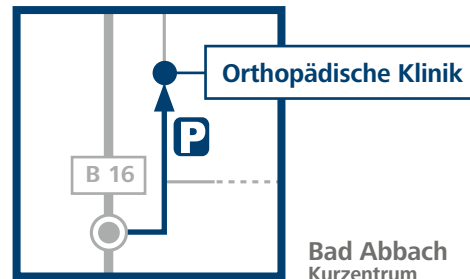 Orthopädische Klinik
P
B 16
Bad Abbach
Kurzentrum